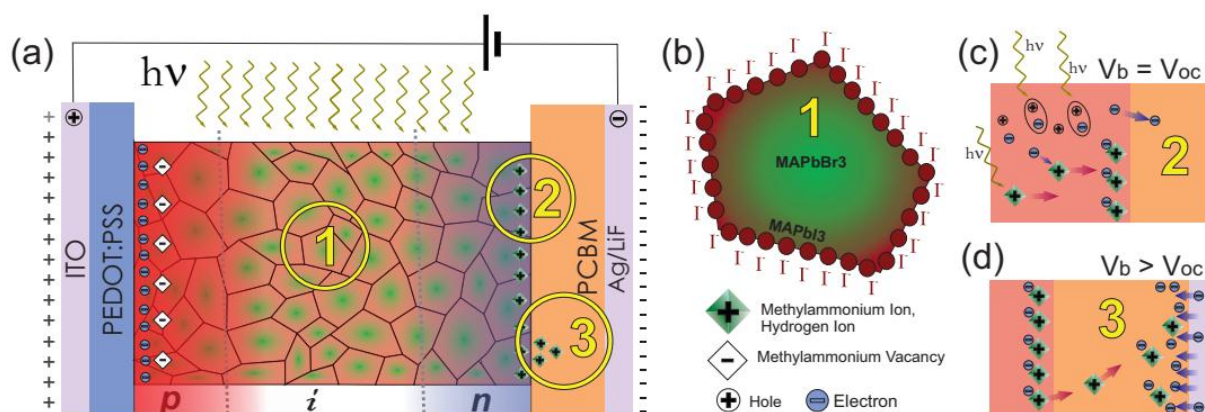 (a)
hν
+
-
ITO
PEDOT:PSS
PCBM
Ag/LiF
1
2
3
p
i
n
(b)
I-
1
MAPbBr3
MAPbI3
Methylammonium Ion,
Hydrogen Ion
Methylammonium Vacancy
Hole
Electron
(c)
hν
hν
Vb = Voc
hν
2
(d)
Vb > Voc
3